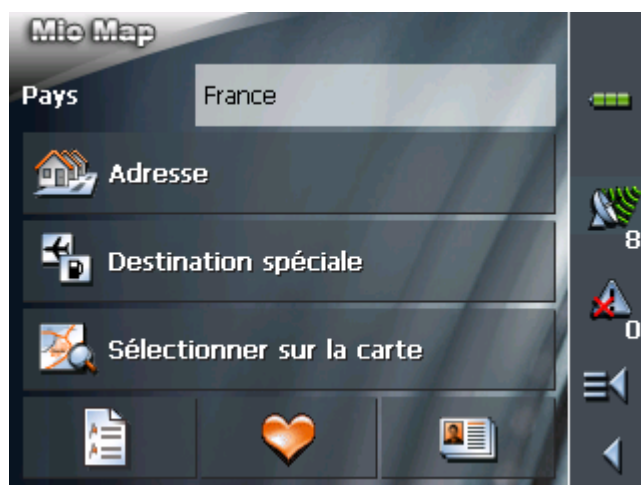 Mio Map
Pays
France
Adresse
8
Destination spéciale
0
Sélectionner sur la carte